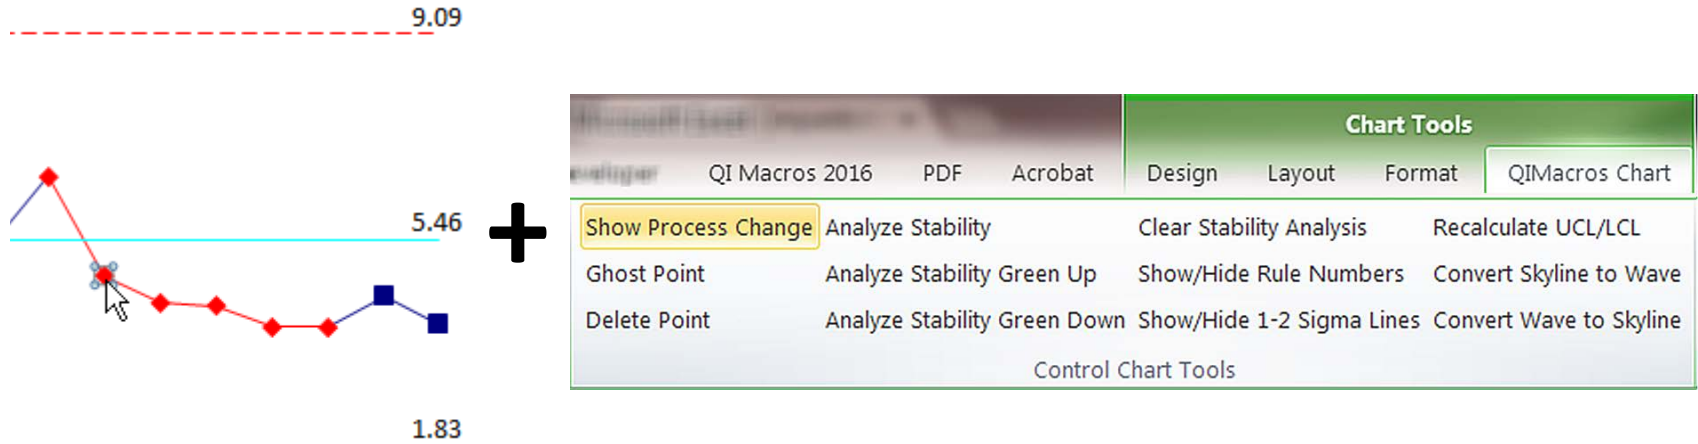 9.09
5.46
1.83
Chart Tools
QI Macros 2016 PDF Acrobat Design Layout Format QIMacros Chart
Show Process Change Analyze Stability Clear Stability Analysis Recalculate UCL/LCL
Ghost Point Analyze Stability Green Up Show/Hide Rule Numbers Convert Skyline to Wave
Delete Point Analyze Stability Green Down Show/Hide 1-2 Sigma Lines Convert Wave to Skyline
Control Chart Tools